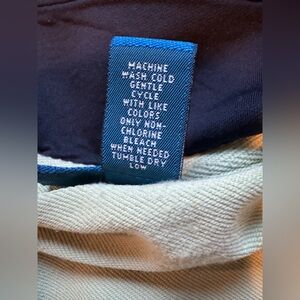 MACHINE
WASH COLD
GENTLE
CYCLE
WITH LIKE
COLORS
ONLY NON-
CHLORINE
BLEACH
WHEN NEEDED
TUMBLE DRY
LOW